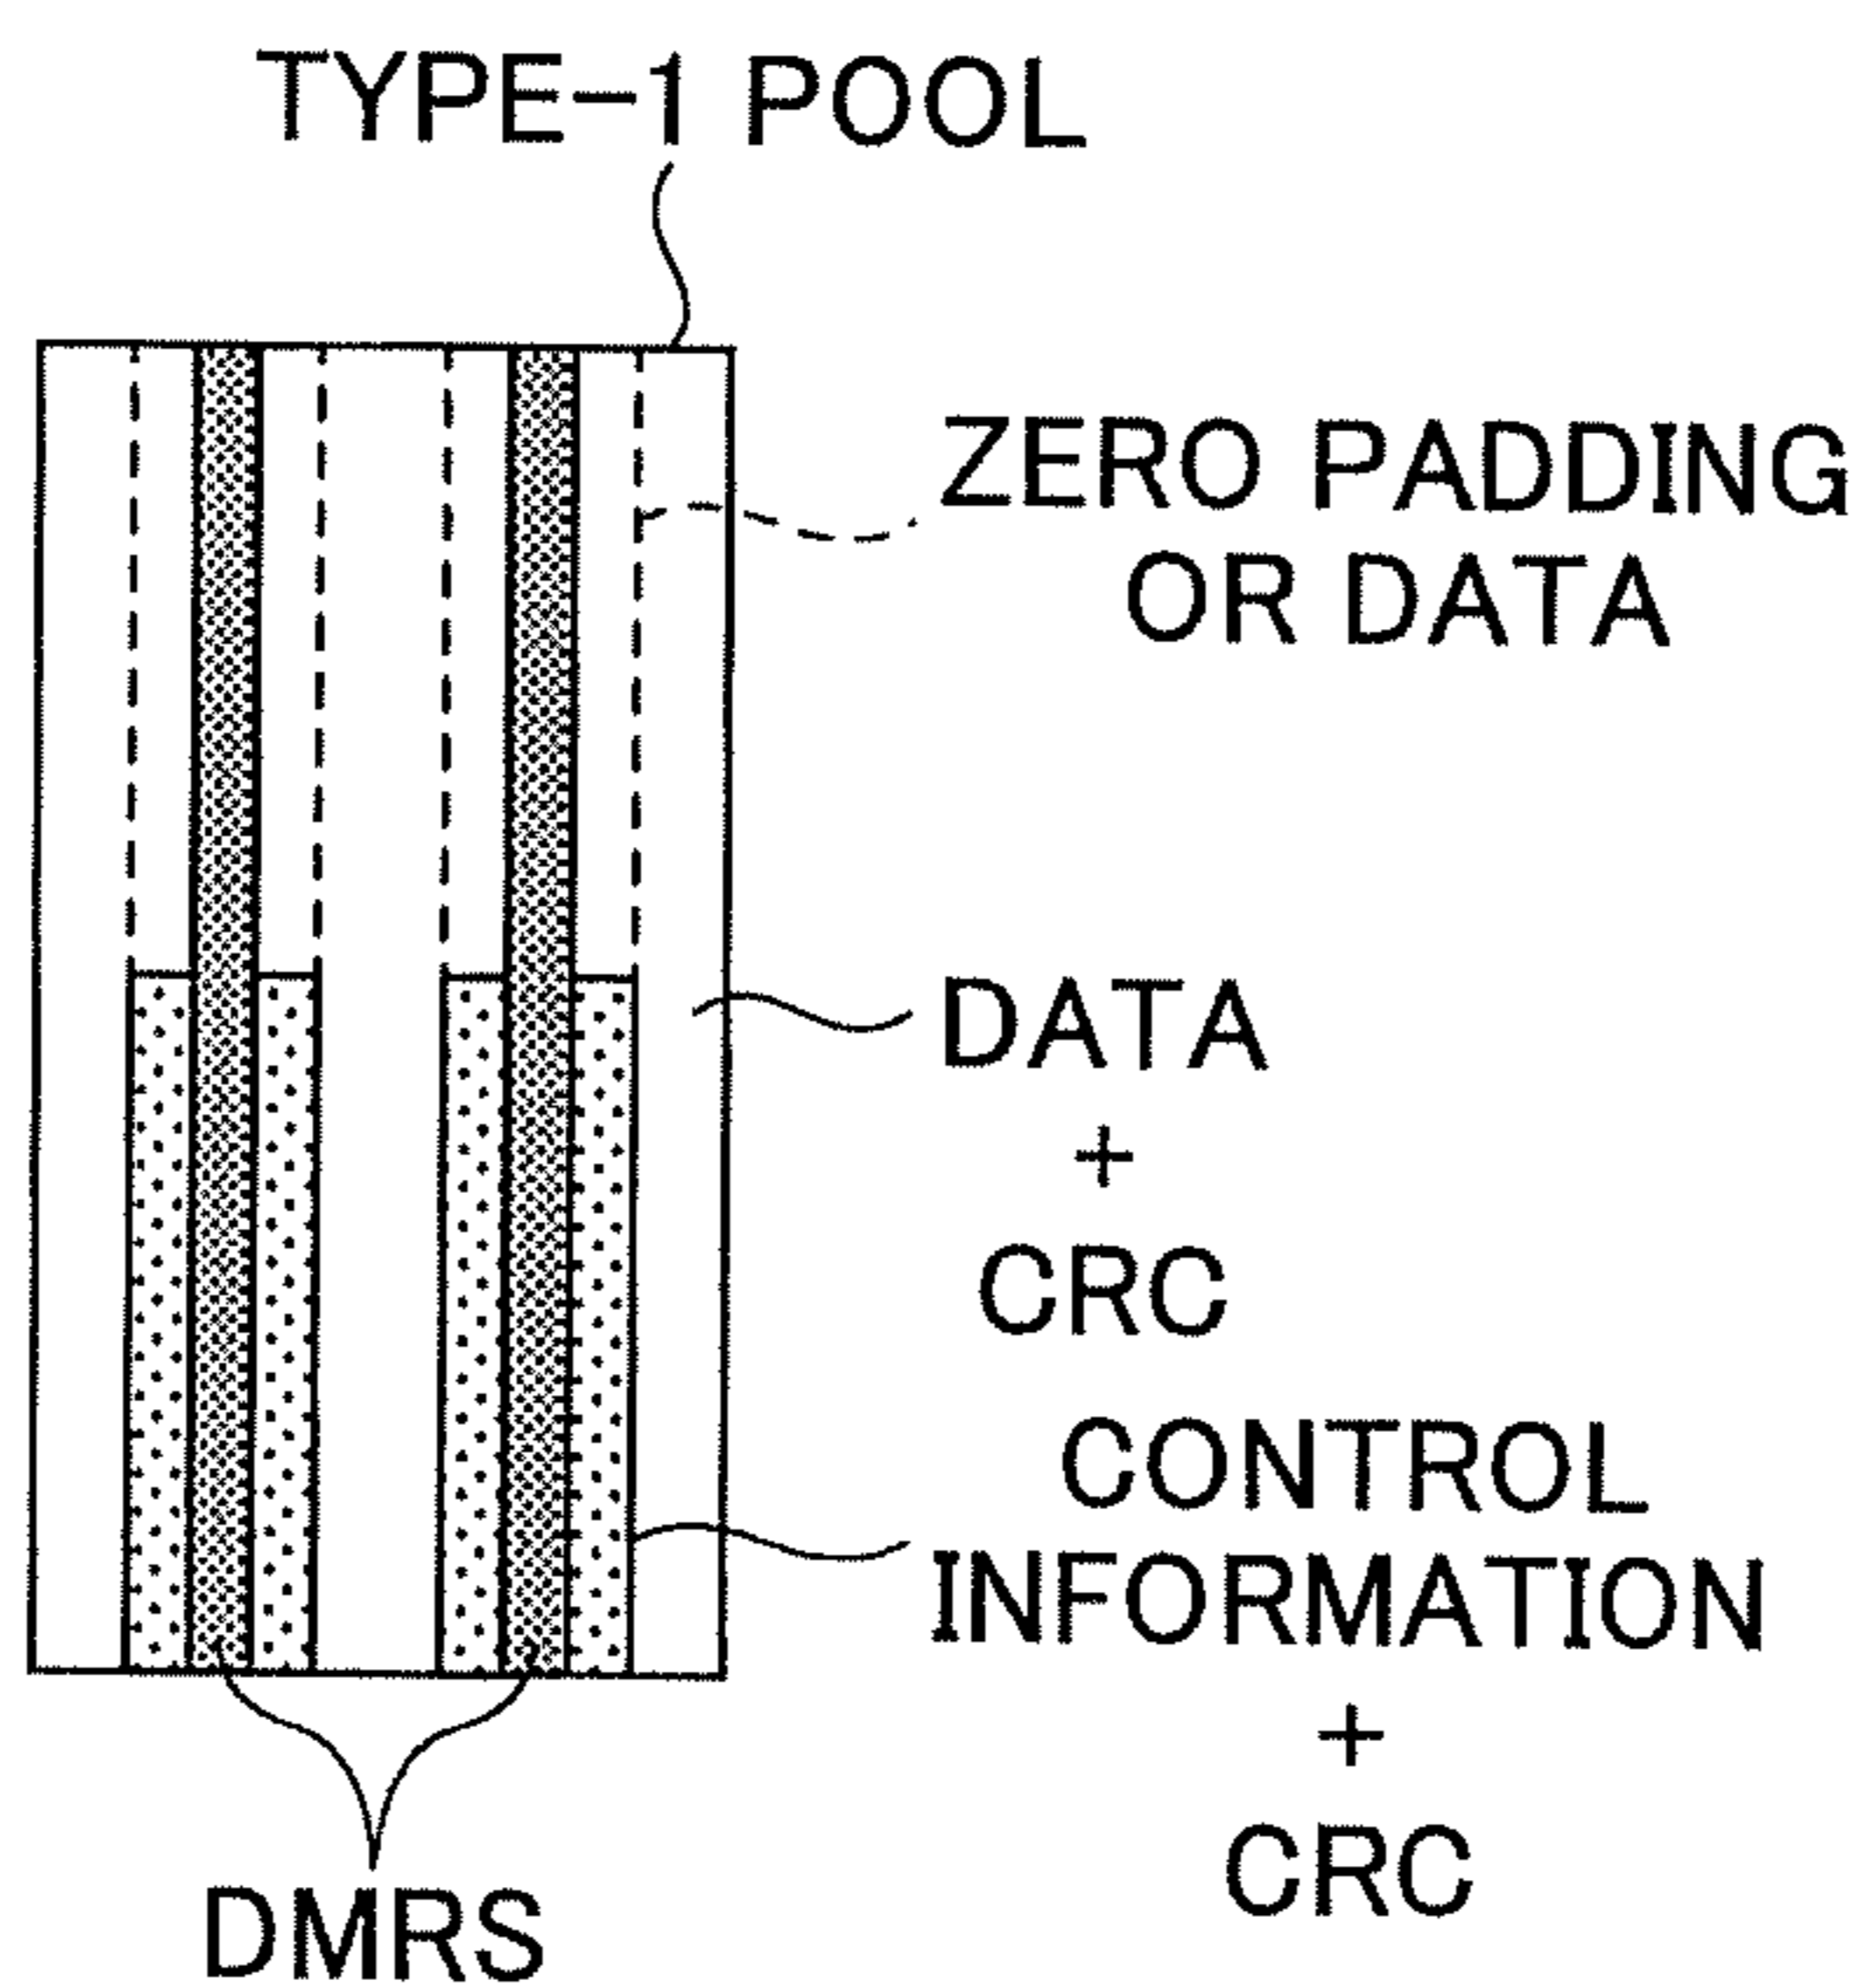 TYPE-1 POOL
ZERO PADDING
OR DATA
DATA
+
CRC
CONTROL
INFORMATION
+
CRC
DMRS